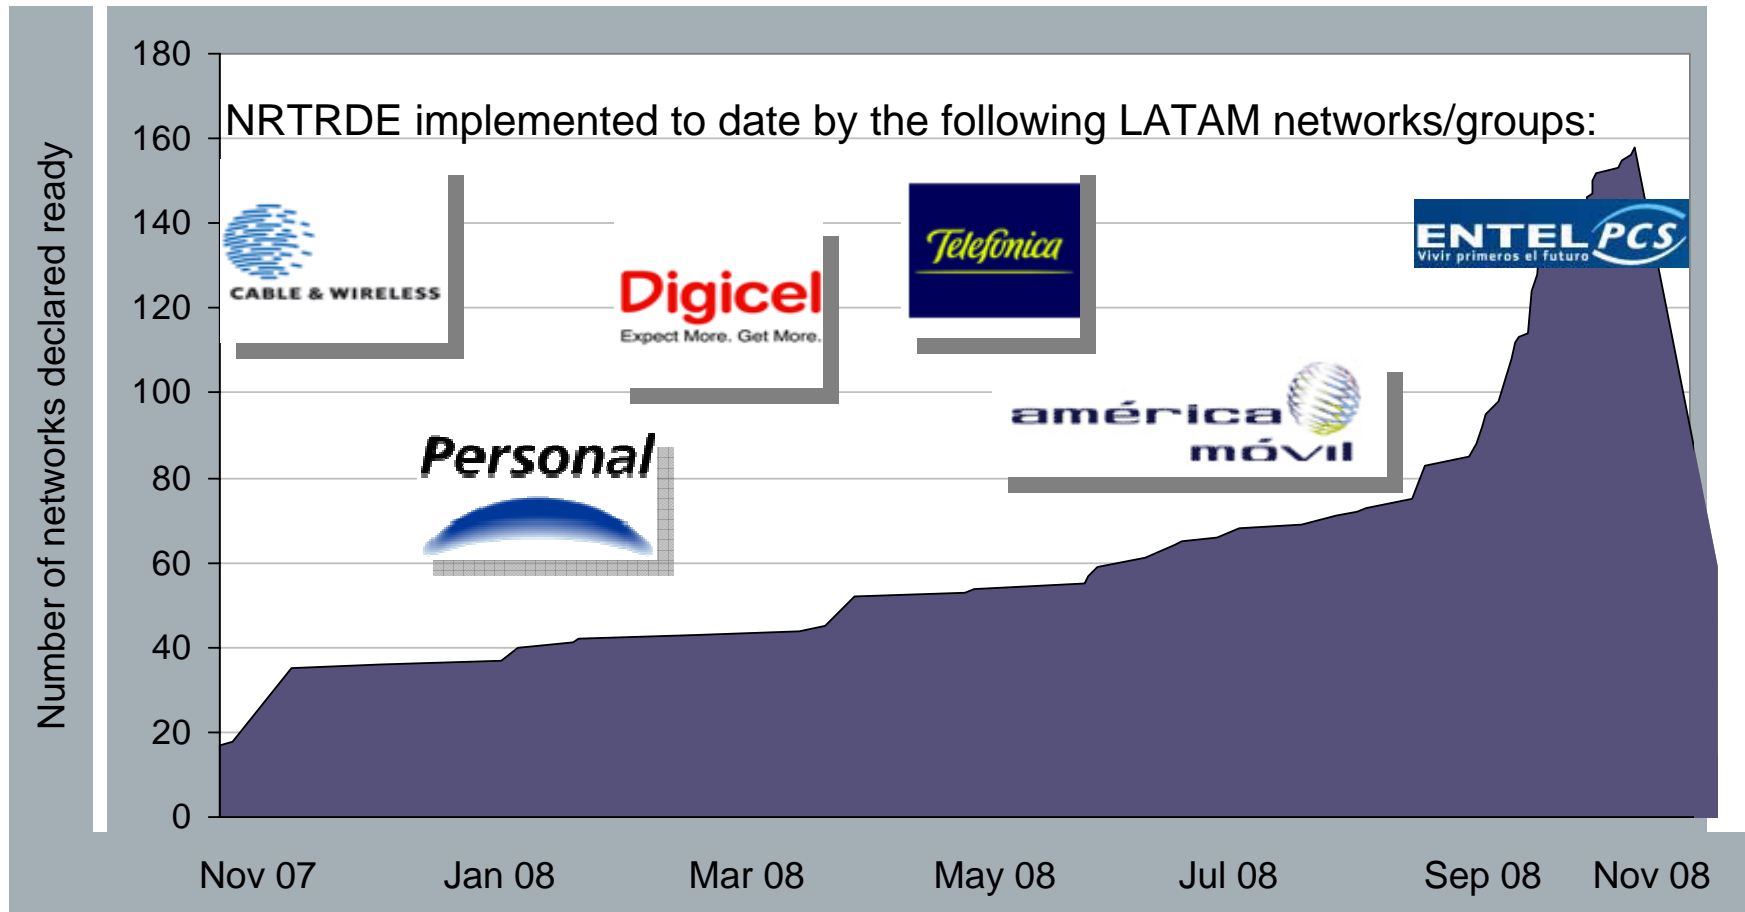 Number of networks declared ready
180
160
140
120
100
80
60
40
20
0
NRTRDE implemented to date by the following LATAM networks/groups:
CABLE & WIRELESS
Digicel
Expect More. Get More.
Telefónica
ENTEL PCS
Vivir primeros el futuro
Personal
américa
móvil
Nov 07 Jan 08 Mar 08 May 08 Jul 08 Sep 08 Nov 08